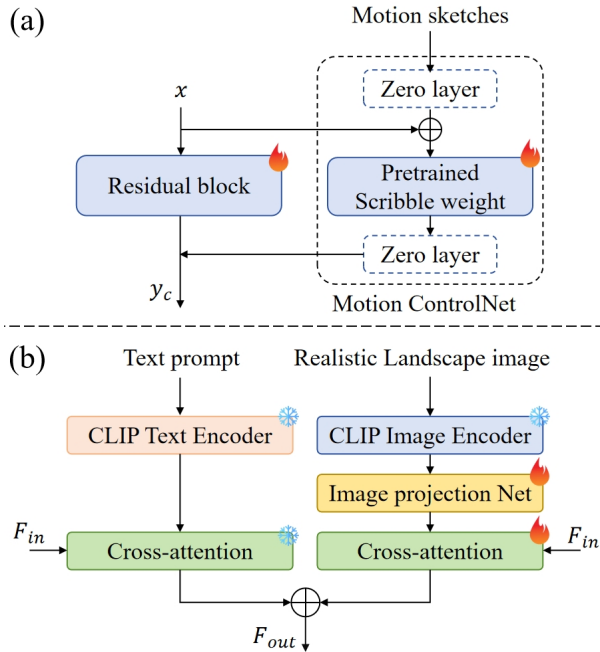 (a)
Motion sketches
Zero layer
x
Residual block
Pretrained
Scribble weight
Zero layer
y_c
Motion ControlNet
(b)
Text prompt
Realistic Landscape image
CLIP Text Encoder
CLIP Image Encoder
Image projection Net
F_in
Cross-attention
Cross-attention
F_in
F_out